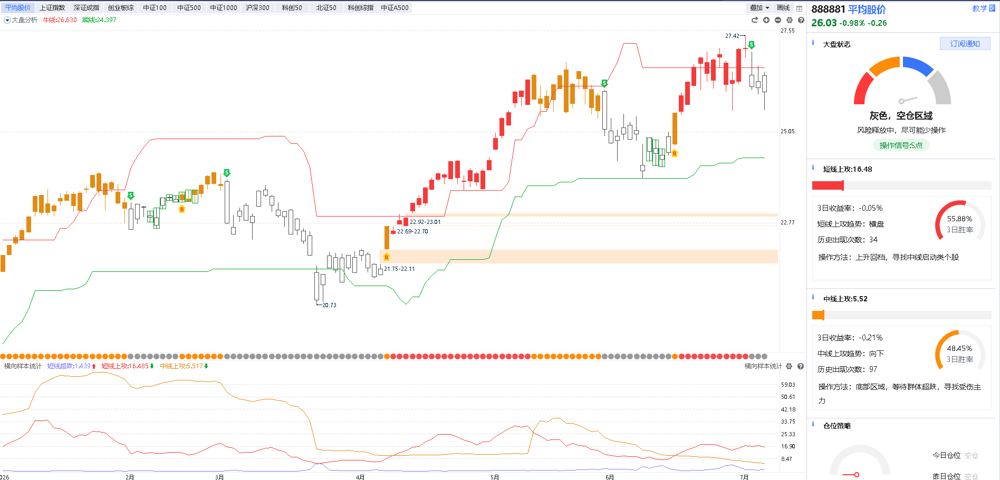 平均股价 上证指数 深证成指 创业板综 中证100 中证500 中证1000 沪深300 科创50 北证50 科创综指 中证A500 叠加 画线
大盘分析 牛线:26.630 熊线:24.397
27.55
27.42
S
S
25.05
B
S
S
B
22.92-23.01
22.77
22.69-22.70
B
21.75-22.11
20.73
横向样本统计 短线超跌:1.439 短线上攻:16.485 中线上攻:5.517
横向样本统计
59.03
50.61
42.18
33.75
25.33
16.90
8.47
026 2月 3月 4月 5月 6月 7月
888881 平均股价 教学
26.03 -0.98% -0.26
大盘状态 订阅通知
灰色，空仓区域
风险释放中，尽可能少操作
操作信号:S点
短线上攻:16.48
3日收益率：-0.05%
短线上攻趋势：横盘
历史出现次数：34
55.88%
3日胜率
操作方法：上升回档，寻找中线启动类个股
中线上攻:5.52
3日收益率：-0.21%
中线上攻趋势：向下
历史出现次数：97
48.45%
3日胜率
操作方法：底部区域，等待群体超跌，寻找受伤主
力
仓位策略
今日仓位 空仓
昨日仓位 空仓